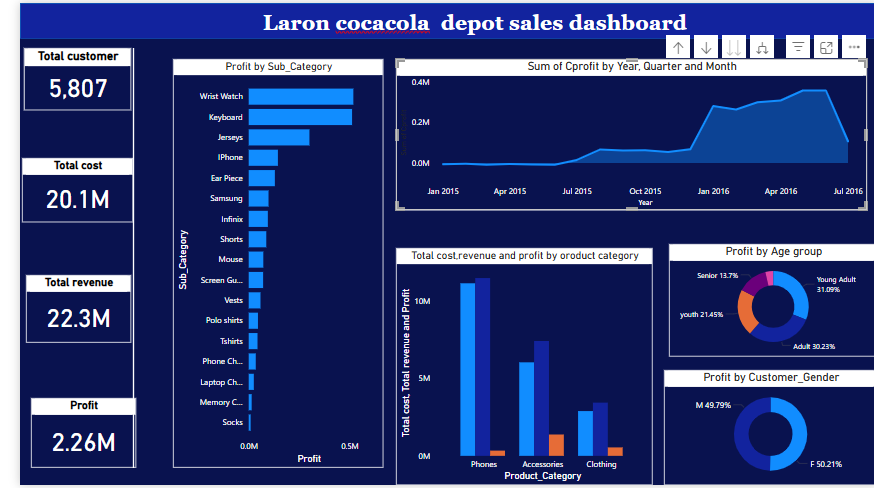 Laron cocacola depot sales dashboard
Total customer
5,807
Total cost
20.1M
Total revenue
22.3M
Profit
2.26M
Profit by Sub_Category
Sub_Category
Wrist Watch
Keyboard
Jerseys
IPhone
Ear Piece
Samsung
Infinix
Shorts
Mouse
Screen Gu...
Vests
Polo shirts
Tshirts
Phone Ch...
Laptop Ch...
Memory C...
Socks
0.0M 0.5M
Profit
Sum of Cprofit by Year, Quarter and Month
0.4M
0.2M
0.0M
Jan 2015 Apr 2015 Jul 2015 Oct 2015 Jan 2016 Apr 2016 Jul 2016
Year
Total cost,revenue and profit by oroduct category
Total cost, Total revenue and Profit
10M
5M
0M
Phones Accessories Clothing
Product_Category
Profit by Age group
Senior 13.7%
Young Adult
31.09%
youth 21.45%
Adult 30.23%
Profit by Customer_Gender
M 49.79%
F 50.21%